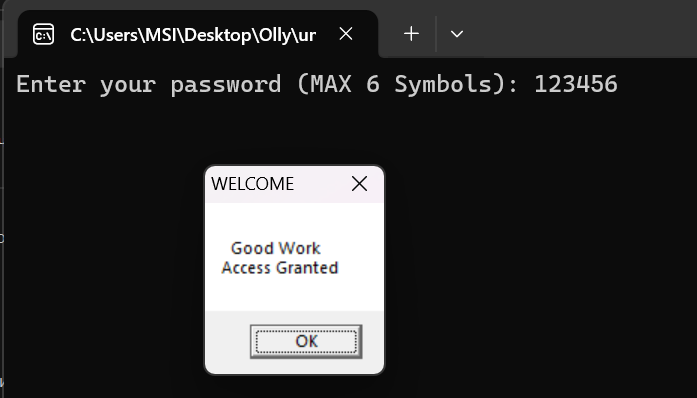 C:\Users\MSI\Desktop\Olly\ur
Enter your password (MAX 6 Symbols): 123456
WELCOME
Good Work
Access Granted
OK